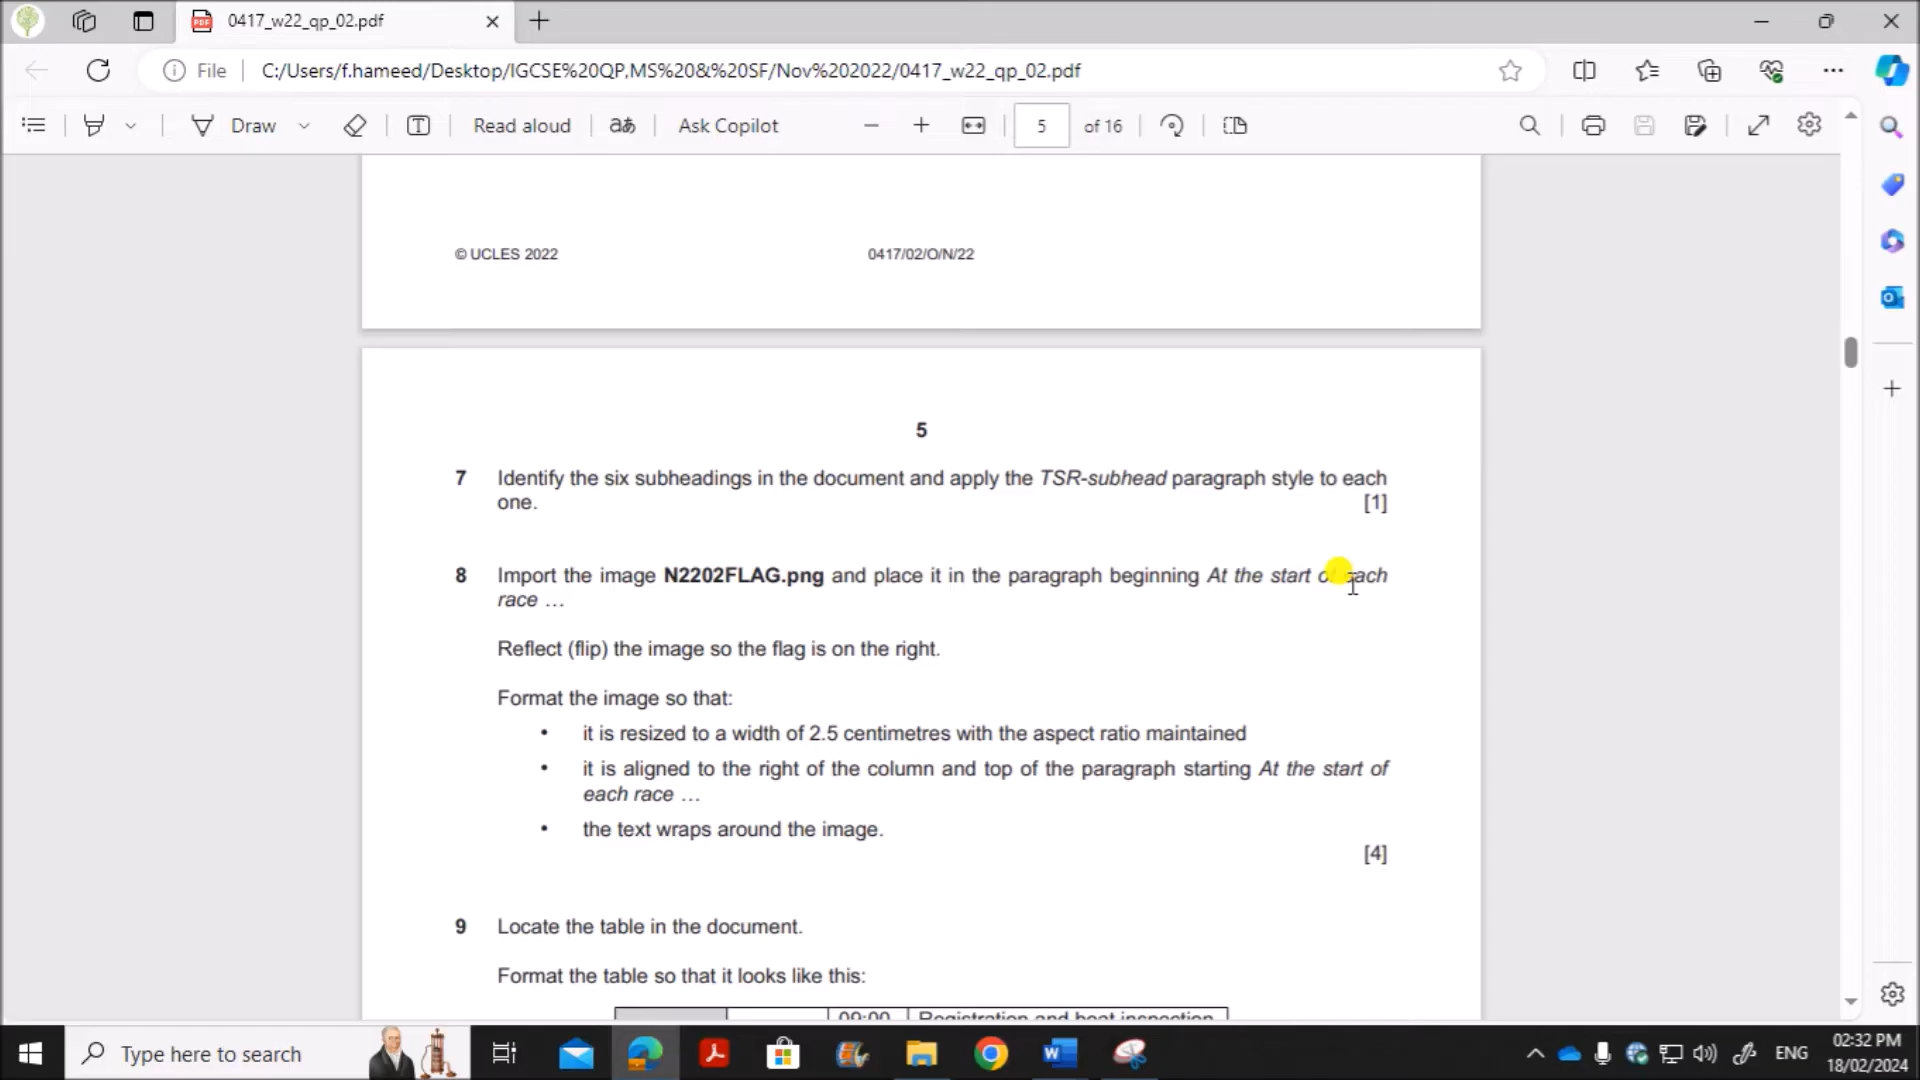 0417_w22_qp_02.pdf
File
C:/Users/f.hameed/Desktop/IGCSE%20QP,MS%20&%20SF/Nov%202022/0417_w22_qp_02.pdf
Draw
Read aloud
aあ
Ask Copilot
5
of 16
© UCLES 2022
0417/02/O/N/22
5
7 Identify the six subheadings in the document and apply the TSR-subhead paragraph style to each
one. [1]
8 Import the image N2202FLAG.png and place it in the paragraph beginning At the start of each
race …
Reflect (flip) the image so the flag is on the right.
Format the image so that:
• it is resized to a width of 2.5 centimetres with the aspect ratio maintained
• it is aligned to the right of the column and top of the paragraph starting At the start of
each race …
• the text wraps around the image.
[4]
9 Locate the table in the document.
Format the table so that it looks like this:
09:00 Registration and boat inspection
Type here to search
ENG
02:32 PM
18/02/2024